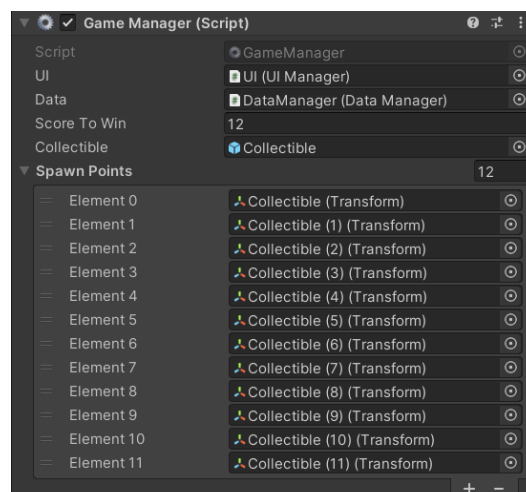 Game Manager (Script)
Script GameManager
UI UI (UI Manager)
Data DataManager (Data Manager)
Score To Win 12
Collectible Collectible
Spawn Points 12
Element 0 Collectible (Transform)
Element 1 Collectible (1) (Transform)
Element 2 Collectible (2) (Transform)
Element 3 Collectible (3) (Transform)
Element 4 Collectible (4) (Transform)
Element 5 Collectible (5) (Transform)
Element 6 Collectible (6) (Transform)
Element 7 Collectible (7) (Transform)
Element 8 Collectible (8) (Transform)
Element 9 Collectible (9) (Transform)
Element 10 Collectible (10) (Transform)
Element 11 Collectible (11) (Transform)
+ −